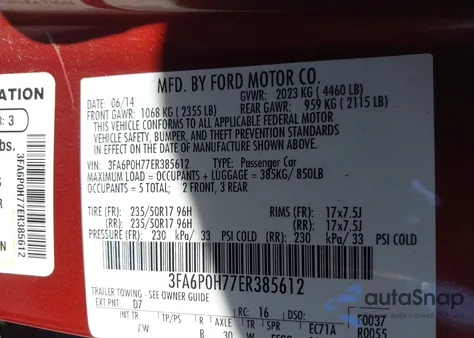 MFD. BY FORD MOTOR CO.
DATE: 06/14 GVWR: 2023 KG ( 4460 LB)
FRONT GAWR: 1068 KG ( 2355 LB) REAR GAWR: 959 KG ( 2115 LB)
THIS VEHICLE CONFORMS TO ALL APPLICABLE FEDERAL MOTOR
VEHICLE SAFETY, BUMPER, AND THEFT PREVENTION STANDARDS
IN EFFECT ON THE DATE OF MANUFACTURE SHOWN ABOVE.
VIN: 3FA6P0H77ER385612 TYPE: Passenger Car
MAXIMUM LOAD = OCCUPANTS + LUGGAGE = 385KG/ 850LB
OCCUPANTS = 5 TOTAL; 2 FRONT, 3 REAR
TIRE (FR): 235/50R17 96H RIMS (FR): 17x7.5J
(RR): 235/50R17 96H (RR): 17x7.5J
PRESSURE (FR): 230 kPa/ 33 PSI COLD
(RR): 230 kPa/ 33 PSI COLD
3FA6P0H77ER385612
TRAILER TOWING - SEE OWNER GUIDE
EXT PNT: D7 RC: 16 DSO: F0037
R0055
INT TR TP/PS R AXLE TR SPR EC71A
B 30
ATION
: 3
bs.
3FA6P0H77ER385612
autoSnap